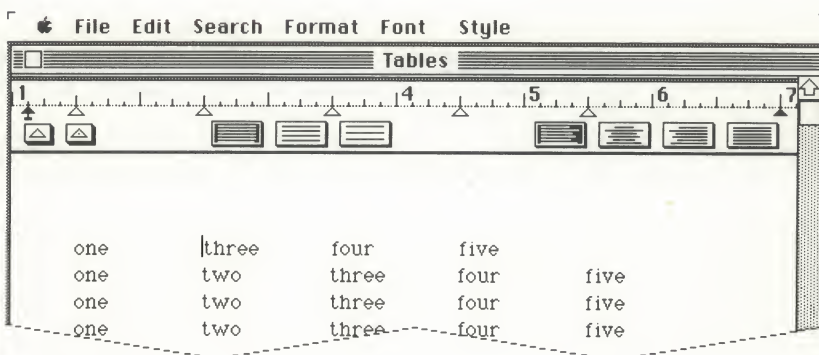 File Edit Search Format Font Style
Tables
1 4 5 6 7
one three four five
one two three four five
one two three four five
one two three four five